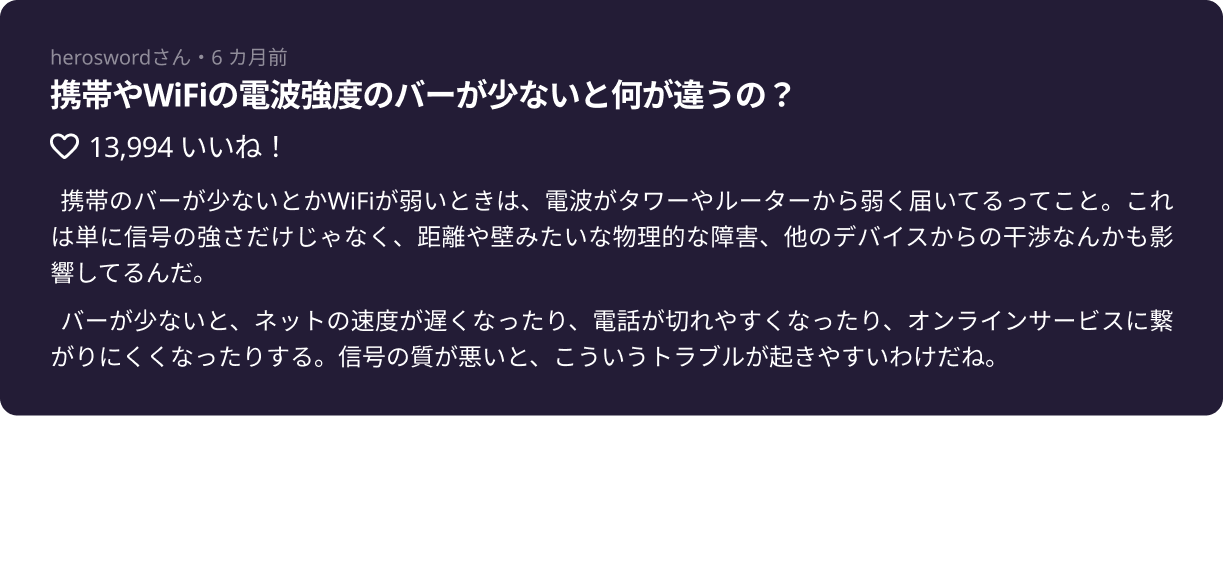 heroswordさん・6 カ月前
携帯やWiFiの電波強度のバーが少ないと何が違うの？
13,994 いいね！
携帯のバーが少ないとかWiFiが弱いときは、電波がタワーやルーターから弱く届いてるってこと。これ
は単に信号の強さだけじゃなく、距離や壁みたいな物理的な障害、他のデバイスからの干渉なんかも影
響してるんだ。
バーが少ないと、ネットの速度が遅くなったり、電話が切れやすくなったり、オンラインサービスに繋
がりにくくなったりする。信号の質が悪いと、こういうトラブルが起きやすいわけだね。